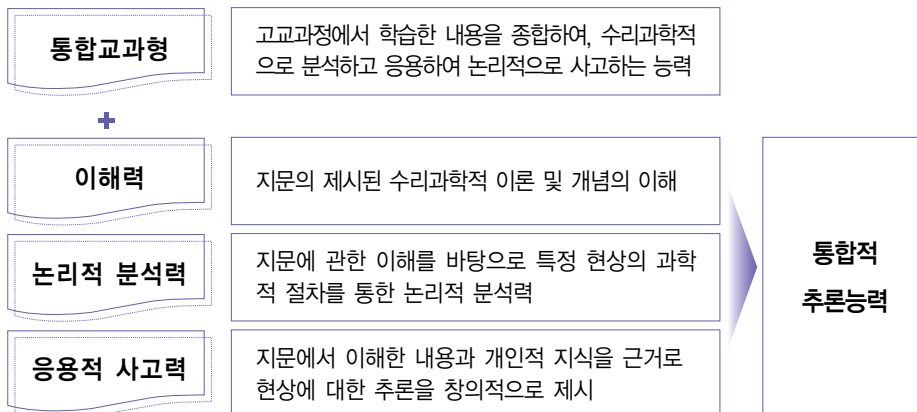 통합교과형
고교과정에서 학습한 내용을 종합하여, 수리과학적
으로 분석하고 응용하여 논리적으로 사고하는 능력
+
이해력
지문의 제시된 수리과학적 이론 및 개념의 이해
논리적 분석력
지문에 관한 이해를 바탕으로 특정 현상의 과학
적 절차를 통한 논리적 분석력
응용적 사고력
지문에서 이해한 내용과 개인적 지식을 근거로
현상에 대한 추론을 창의적으로 제시
통합적
추론능력